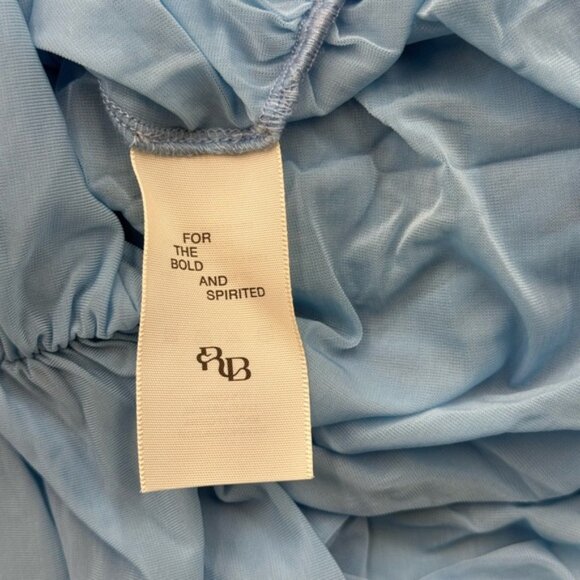 FOR
THE
BOLD
AND
SPIRITED
RB